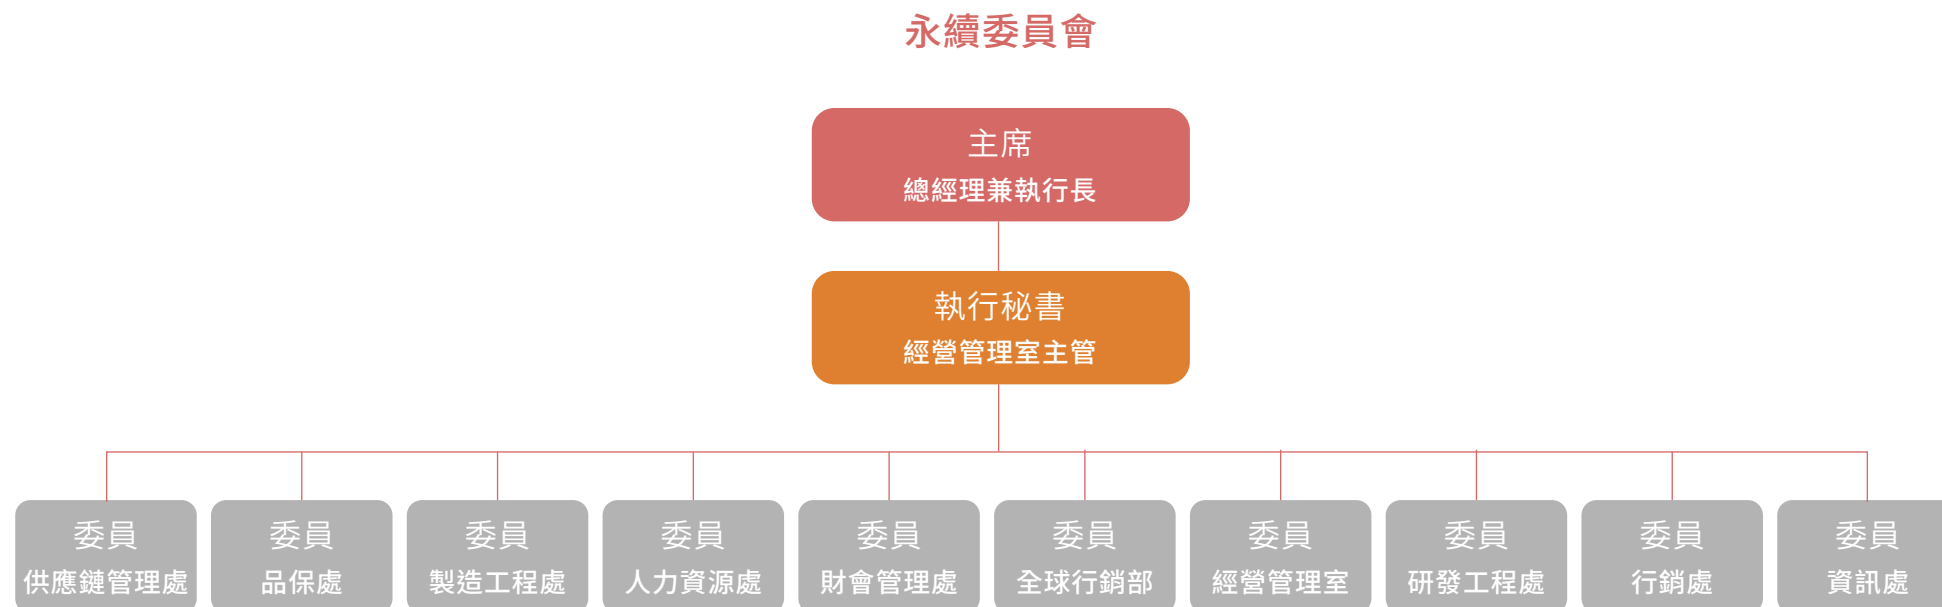 永續委員會
主席
總經理兼執行長
執行秘書
經營管理室主管
委員
供應鏈管理處
委員
品保處
委員
製造工程處
委員
人力資源處
委員
財會管理處
委員
全球行銷部
委員
經營管理室
委員
研發工程處
委員
行銷處
委員
資訊處